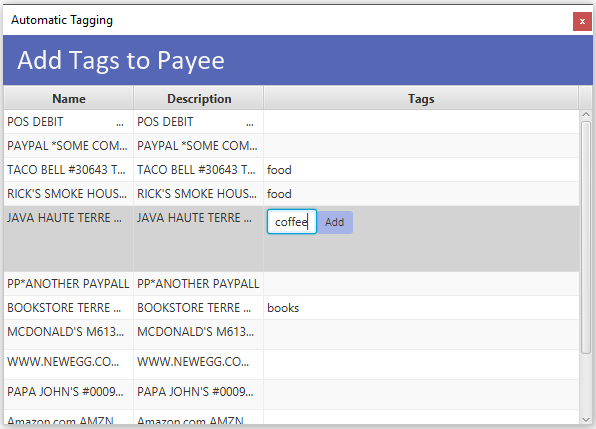 Automatic Tagging x
Add Tags to Payee
Name Description Tags
POS DEBIT ... POS DEBIT ...
PAYPAL *SOME COM... PAYPAL *SOME COM...
TACO BELL #30643 T... TACO BELL #30643 T... food
RICK'S SMOKE HOUS... RICK'S SMOKE HOUS... food
JAVA HAUTE TERRE ... JAVA HAUTE TERRE ... coffee Add
PP*ANOTHER PAYPALL PP*ANOTHER PAYPALL
BOOKSTORE TERRE ... BOOKSTORE TERRE ... books
MCDONALD'S M613... MCDONALD'S M613...
WWW.NEWEGG.CO... WWW.NEWEGG.CO...
PAPA JOHN'S #0009... PAPA JOHN'S #0009...
Amazon.com AMZN... Amazon.com AMZN...